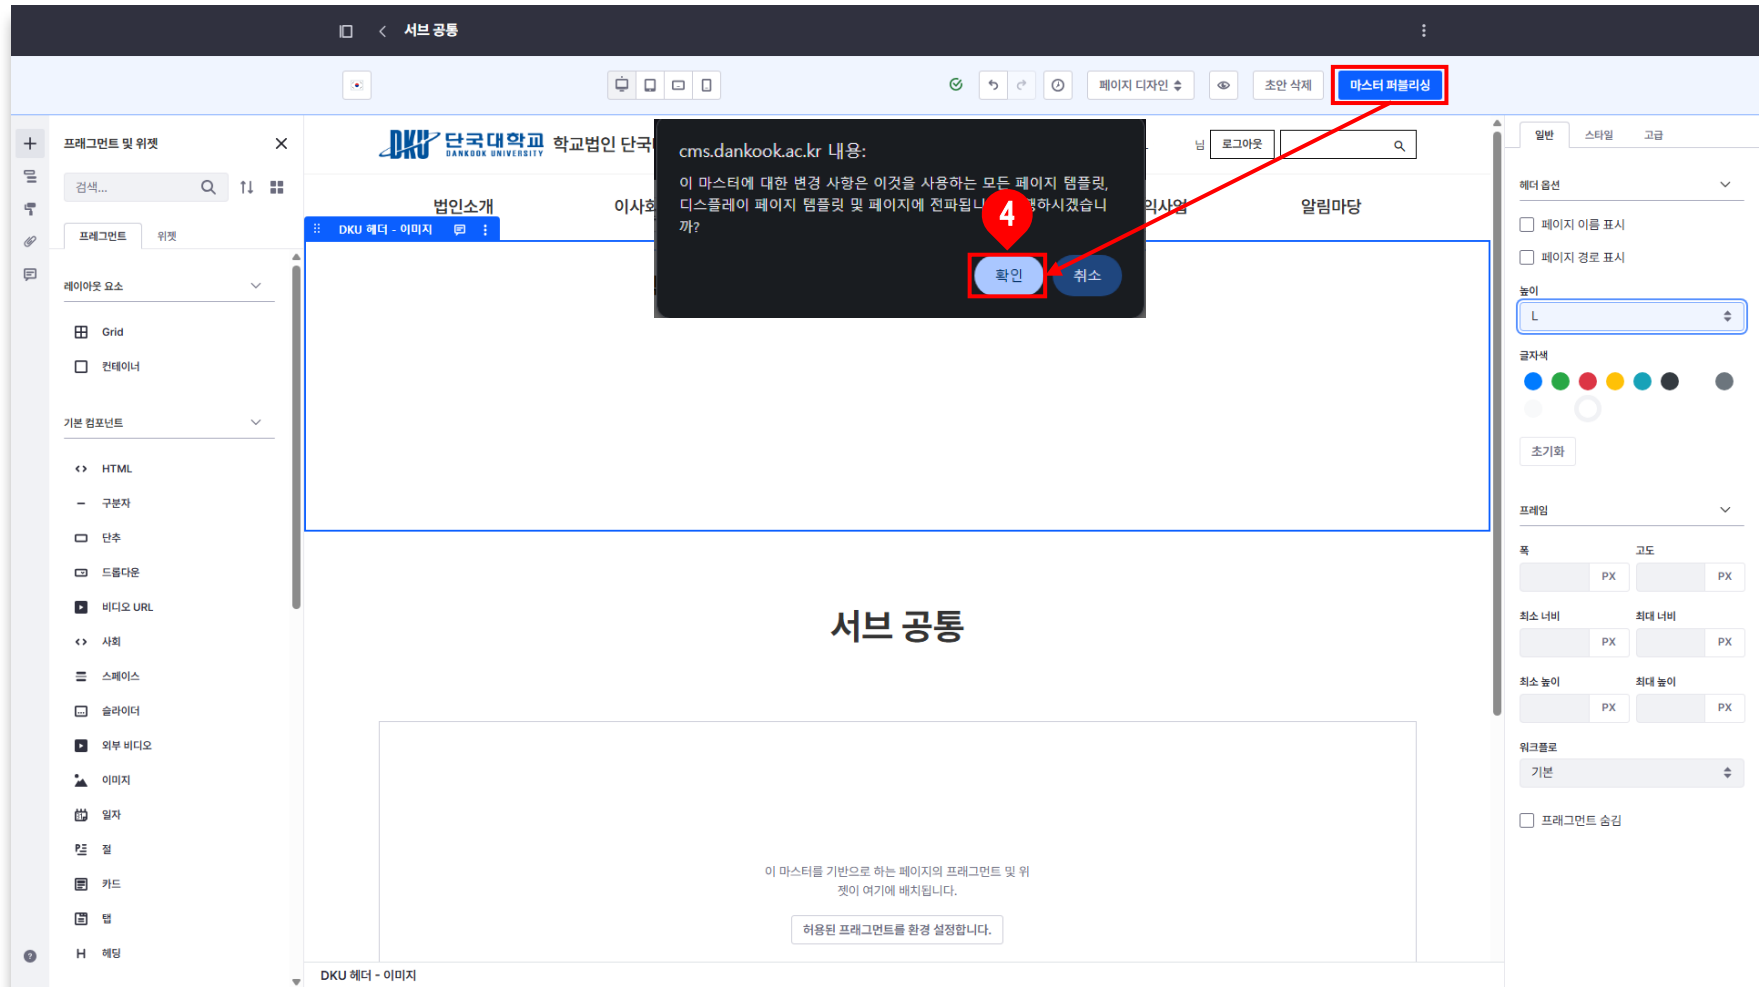 서브 공통
페이지 디자인
초안 삭제
마스터 퍼블리싱
프래그먼트 및 위젯
검색...
프레그먼트
위젯
레이아웃 요소
Grid
컨테이너
기본 컴포넌트
HTML
구분자
단추
드롭다운
비디오 URL
사회
스페이스
슬라이더
외부 비디오
이미지
일자
절
카드
탭
헤딩
DKU 단국대학교 학교법인 단국
DANKOOK UNIVERSITY
님
로그아웃
법인소개
이사회
익사업
알림마당
DKU 헤더 - 이미지
cms.dankook.ac.kr 내용:
이 마스터에 대한 변경 사항은 이것을 사용하는 모든 페이지 템플릿,
디스플레이 페이지 템플릿 및 페이지에 전파됩니 행하시겠습니
까?
4
확인
취소
서브 공통
이 마스터를 기반으로 하는 페이지의 프래그먼트 및 위
젯이 여기에 배치됩니다.
허용된 프래그먼트를 환경 설정합니다.
DKU 헤더 - 이미지
일반
스타일
고급
헤더 옵션
페이지 이름 표시
페이지 경로 표시
높이
L
글자색
초기화
프레임
폭
고도
PX
PX
최소 너비
최대 너비
PX
PX
최소 높이
최대 높이
PX
PX
워크플로
기본
프래그먼트 숨김